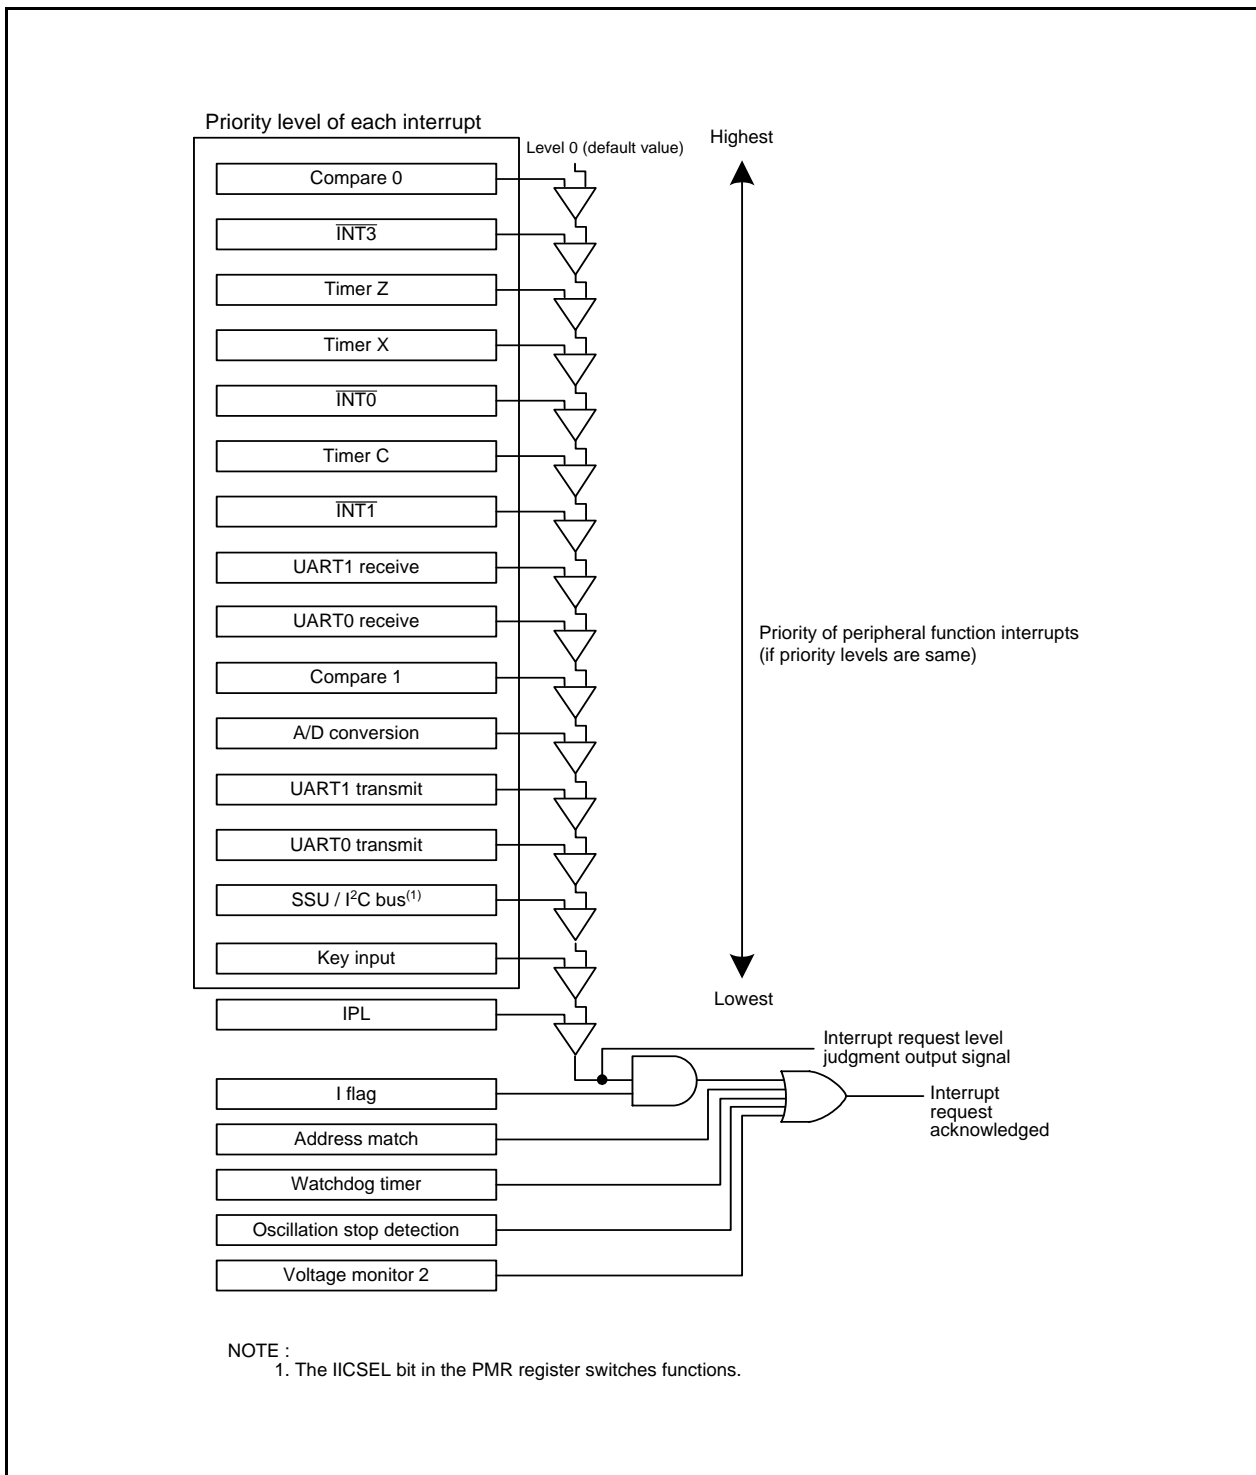 Priority level of each interrupt
Level 0 (default value)
Highest
Compare 0
INT3
Timer Z
Timer X
INT0
Timer C
INT1
UART1 receive
UART0 receive
Priority of peripheral function interrupts
(if priority levels are same)
Compare 1
A/D conversion
UART1 transmit
UART0 transmit
SSU / I²C bus(1)
Key input
Lowest
IPL
Interrupt request level
judgment output signal
I flag
Interrupt
request
acknowledged
Address match
Watchdog timer
Oscillation stop detection
Voltage monitor 2
NOTE :
1. The IICSEL bit in the PMR register switches functions.